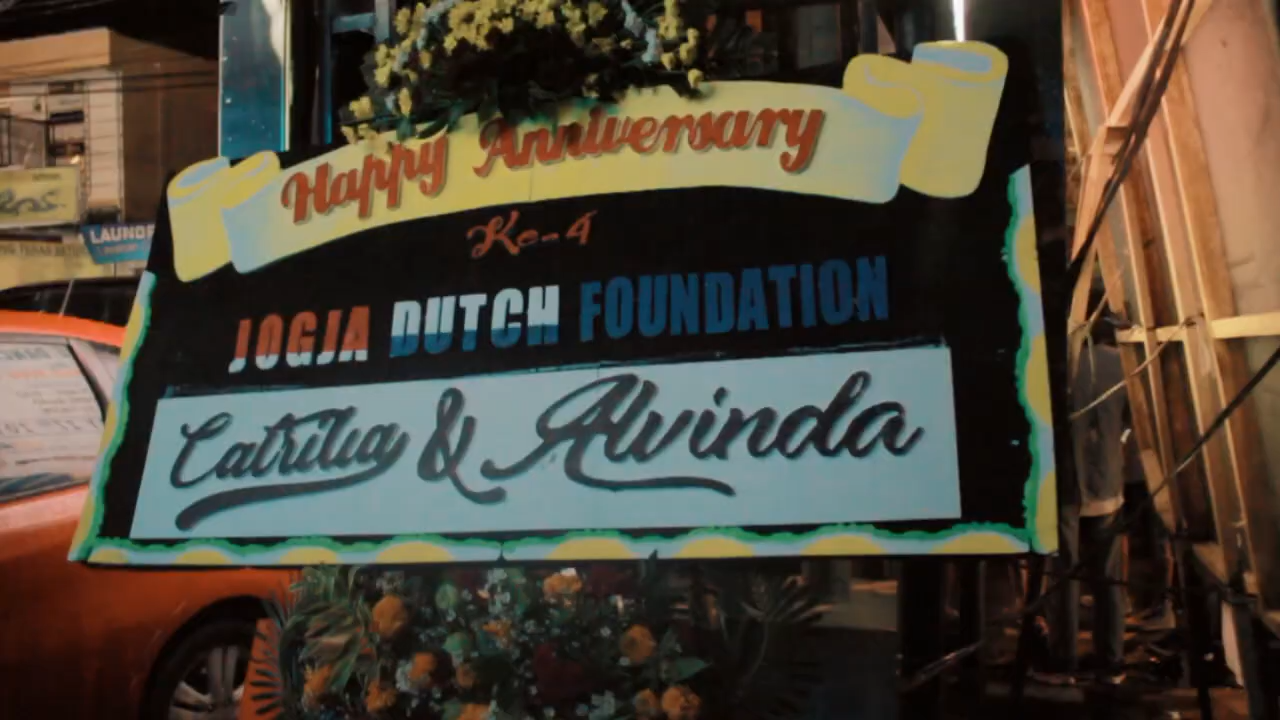 Happy Anniversary
Ke-4
JOGJA DUTCH FOUNDATION
Catrilia & Alvinda